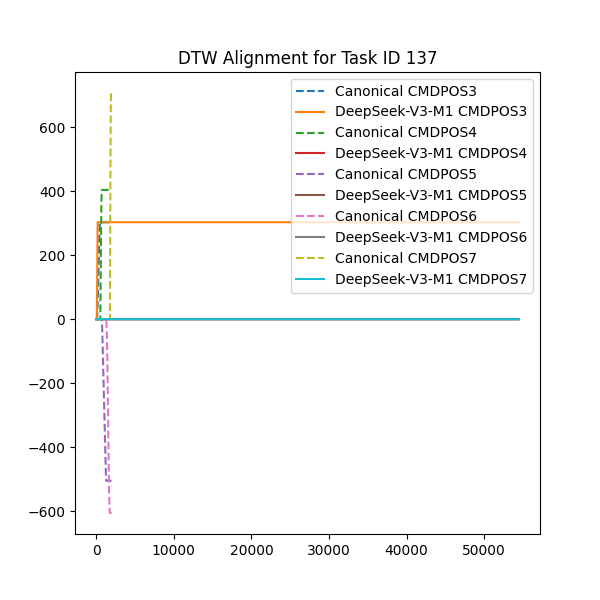 DTW Alignment for Task ID 137
Canonical CMDPOS3
DeepSeek-V3-M1 CMDPOS3
Canonical CMDPOS4
DeepSeek-V3-M1 CMDPOS4
Canonical CMDPOS5
DeepSeek-V3-M1 CMDPOS5
Canonical CMDPOS6
DeepSeek-V3-M1 CMDPOS6
Canonical CMDPOS7
DeepSeek-V3-M1 CMDPOS7
600
400
200
0
−200
−400
−600
0 10000 20000 30000 40000 50000